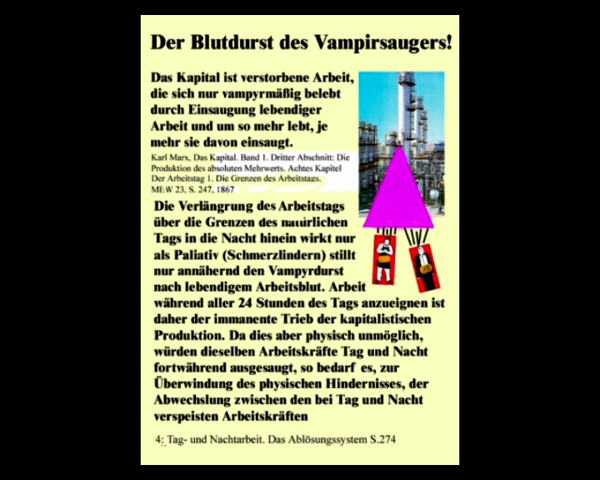 Der Blutdurst des Vampirsaugers!
Das Kapital ist verstorbene Arbeit,
die sich nur vampyrmäßig belebt
durch Einsaugung lebendiger
Arbeit und um so mehr lebt, je
mehr sie davon einsaugt.
Karl Marx, Das Kapital. Band 1. Dritter Abschnitt: Die
Produktion des absoluten Mehrwerts. Achtes Kapitel
Der Arbeitstag 1. Die Grenzen des Arbeitstags.
MEW 23, S. 247, 1867
Die Verlängrung des Arbeitstags
über die Grenzen des natürlichen
Tags in die Nacht hinein wirkt nur
als Paliativ (Schmerzlindern) stillt
nur annähernd den Vampyrdurst
nach lebendigem Arbeitsblut. Arbeit
während aller 24 Stunden des Tags anzueignen ist
daher der immanente Trieb der kapitalistischen
Produktion. Da dies aber physisch unmöglich,
würden dieselben Arbeitskräfte Tag und Nacht
fortwährend ausgesaugt, so bedarf es, zur
Überwindung des physischen Hindernisses, der
Abwechslung zwischen den bei Tag und Nacht
verspeisten Arbeitskräften
4: Tag- und Nachtarbeit. Das Ablösungssystem S.274